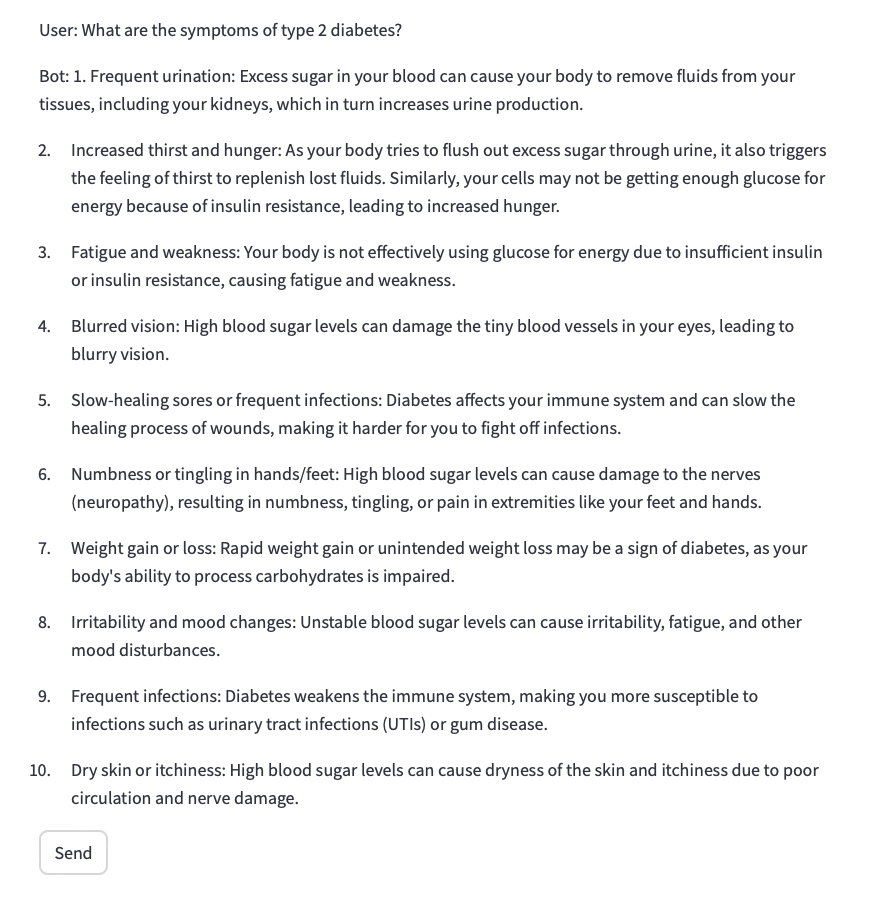 User: What are the symptoms of type 2 diabetes?
Bot: 1. Frequent urination: Excess sugar in your blood can cause your body to remove fluids from your
tissues, including your kidneys, which in turn increases urine production.
2. Increased thirst and hunger: As your body tries to flush out excess sugar through urine, it also triggers
the feeling of thirst to replenish lost fluids. Similarly, your cells may not be getting enough glucose for
energy because of insulin resistance, leading to increased hunger.
3. Fatigue and weakness: Your body is not effectively using glucose for energy due to insufficient insulin
or insulin resistance, causing fatigue and weakness.
4. Blurred vision: High blood sugar levels can damage the tiny blood vessels in your eyes, leading to
blurry vision.
5. Slow-healing sores or frequent infections: Diabetes affects your immune system and can slow the
healing process of wounds, making it harder for you to fight off infections.
6. Numbness or tingling in hands/feet: High blood sugar levels can cause damage to the nerves
(neuropathy), resulting in numbness, tingling, or pain in extremities like your feet and hands.
7. Weight gain or loss: Rapid weight gain or unintended weight loss may be a sign of diabetes, as your
body's ability to process carbohydrates is impaired.
8. Irritability and mood changes: Unstable blood sugar levels can cause irritability, fatigue, and other
mood disturbances.
9. Frequent infections: Diabetes weakens the immune system, making you more susceptible to
infections such as urinary tract infections (UTIs) or gum disease.
10. Dry skin or itchiness: High blood sugar levels can cause dryness of the skin and itchiness due to poor
circulation and nerve damage.
Send